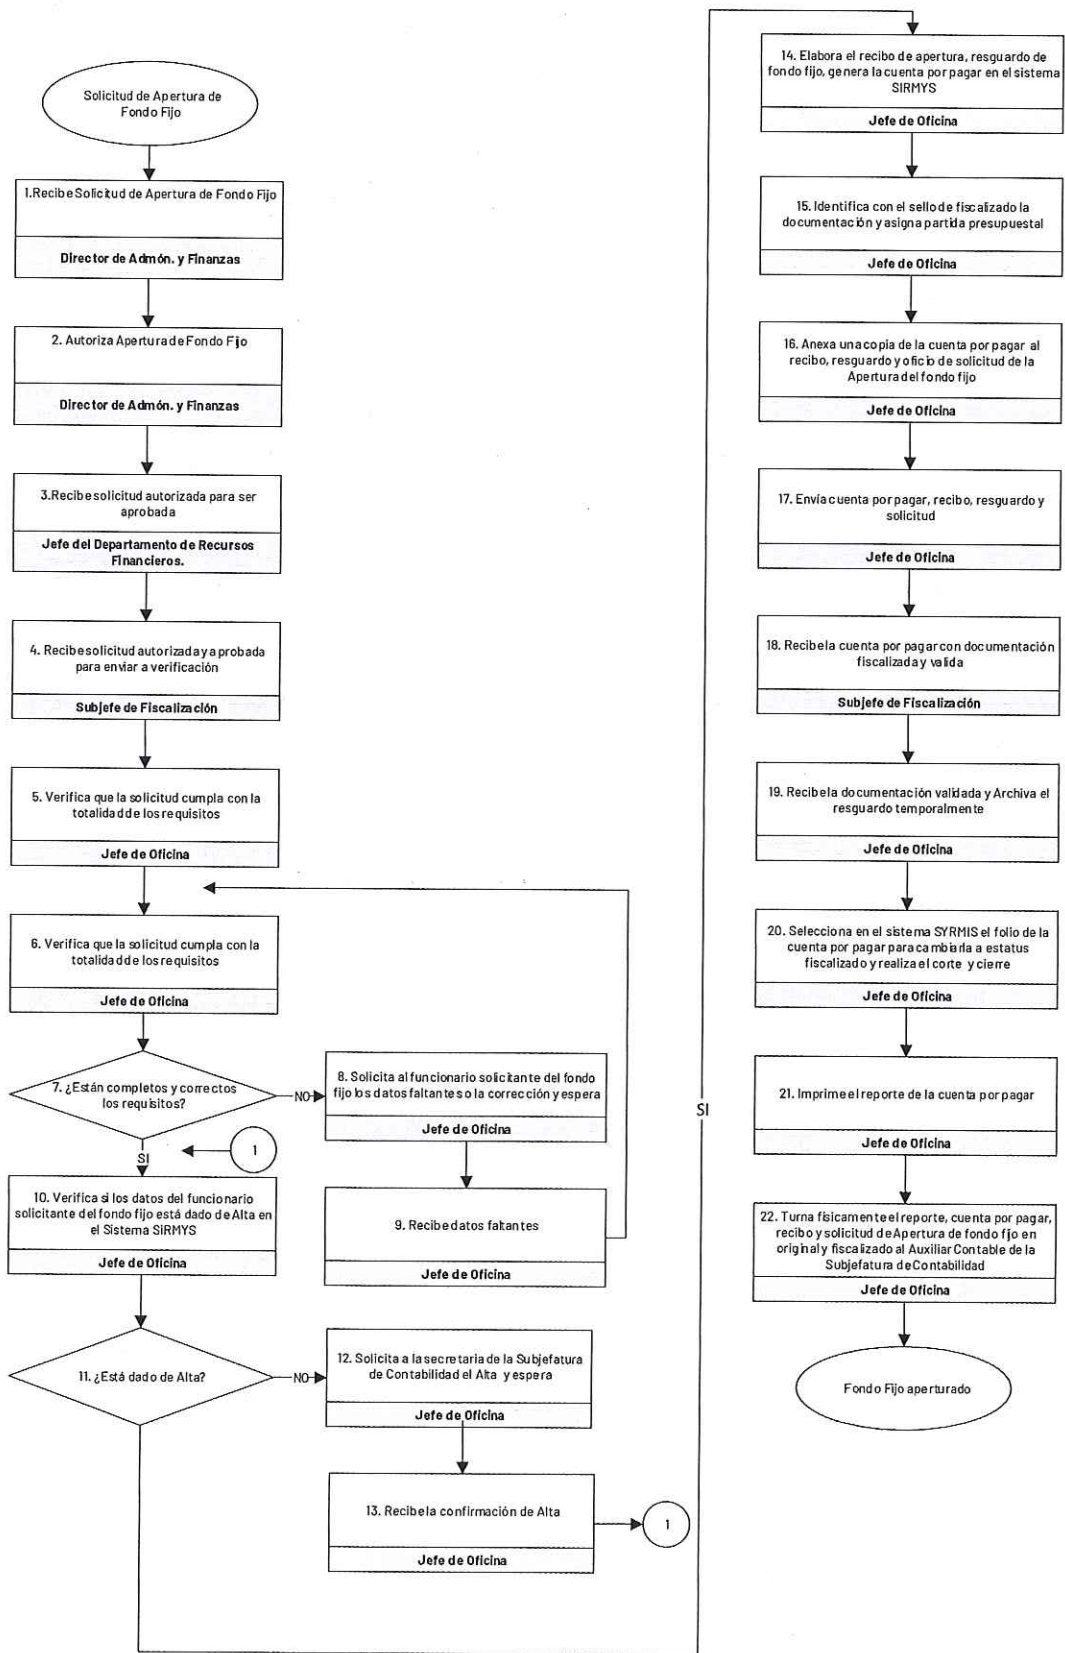 Solicitud de Apertura de
Fondo Fijo
1.Recibe Solicitud de Apertura de Fondo Fijo
Director de Admón. y Finanzas
2. Autoriza Apertura de Fondo Fijo
Director de Admón. y Finanzas
3.Recibe solicitud autorizada para ser
aprobada
Jefe del Departamento de Recursos
Financieros.
4. Recibe solicitud autorizada y aprobada
para enviar a verificación
Subjefe de Fiscalización
5. Verifica que la solicitud cumpla con la
totalidad de los requisitos
Jefe de Oficina
6. Verifica que la solicitud cumpla con la
totalidad de los requisitos
Jefe de Oficina
7. ¿Están completos y correctos
los requisitos?
NO
8. Solicita al funcionario solicitante del fondo
fijo los datos faltantes o la corrección y espera
Jefe de Oficina
SI
1
9. Recibe datos faltantes
Jefe de Oficina
10. Verifica si los datos del funcionario
solicitante del fondo fijo está dado de Alta en
el Sistema SiRMYS
Jefe de Oficina
11. ¿Está dado de Alta?
NO
12. Solicita a la secretaria de la Subjefatura
de Contabilidad el Alta y espera
Jefe de Oficina
13. Recibe la confirmación de Alta
Jefe de Oficina
1
SI
14. Elabora el recibo de apertura, resguardo de
fondo fijo, genera la cuenta por pagar en el sistema
SIRMYS
Jefe de Oficina
15. Identifica con el sello de fiscalizado la
documentación y asigna partida presupuestal
Jefe de Oficina
16. Anexa una copia de la cuenta por pagar al
recibo, resguardo y oficio de solicitud de la
Apertura del fondo fijo
Jefe de Oficina
17. Envía cuenta por pagar, recibo, resguardo y
solicitud
Jefe de Oficina
18. Recibe la cuenta por pagar con documentación
fiscalizada y valida
Subjefe de Fiscalización
19. Recibe la documentación validada y Archiva el
resguardo temporalmente
Jefe de Oficina
20. Selecciona en el sistema SYRMIS el folio de la
cuenta por pagar para cambiarla a estatus
fiscalizado y realiza el corte y cierre
Jefe de Oficina
21. Imprime el reporte de la cuenta por pagar
Jefe de Oficina
22. Turna físicamente el reporte, cuenta por pagar,
recibo y solicitud de Apertura de fondo fijo en
original y fiscalizado al Auxiliar Contable de la
Subjefatura de Contabilidad
Jefe de Oficina
Fondo Fijo aperturado